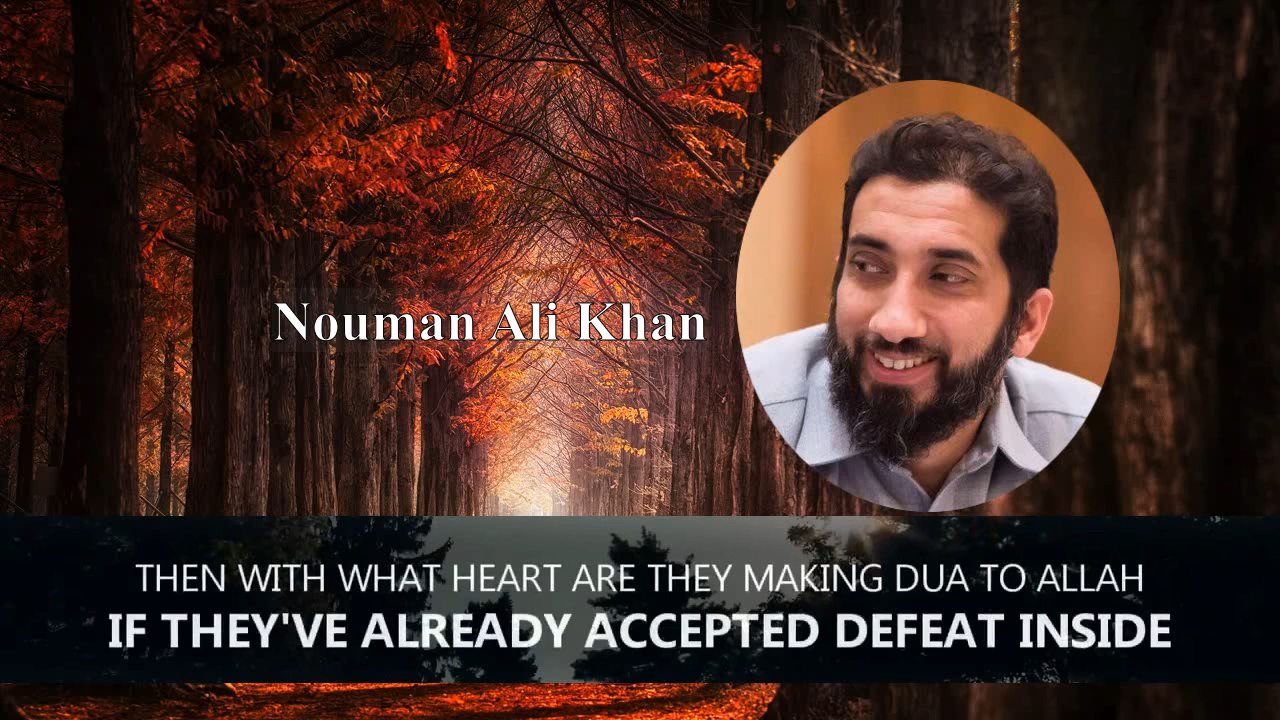 Nouman Ali Khan
THEN WITH WHAT HEART ARE THEY MAKING DUA TO ALLAH
IF THEY'VE ALREADY ACCEPTED DEFEAT INSIDE